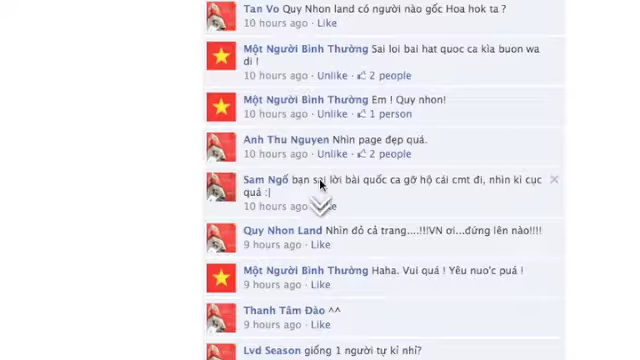 Tan Vo Quy Nhon land có người nào gốc Hoa hok ta ?
10 hours ago · Like
Một Người Bình Thường Sai loi bai hat quoc ca kìa buon wa
di !
10 hours ago · Unlike · 2 people
Một Người Bình Thường Em ! Quy nhon!
10 hours ago · Unlike · 1 person
Anh Thu Nguyen Nhìn page đẹp quá.
10 hours ago · Unlike · 2 people
Sam Ngố bạn sai lời bài quốc ca gỡ hộ cái cmt đi, nhìn kì cục
quá :|
10 hours ago
Quy Nhon Land Nhìn đỏ cả trang....!!!VN ơi...đứng lên nào!!!!
9 hours ago · Like
Một Người Bình Thường Haha. Vui quá ! Yêu nuo'c puá !
9 hours ago · Like
Thanh Tâm Đào ^^
9 hours ago · Like
Lvd Season giống 1 người tự kỉ nhỉ?